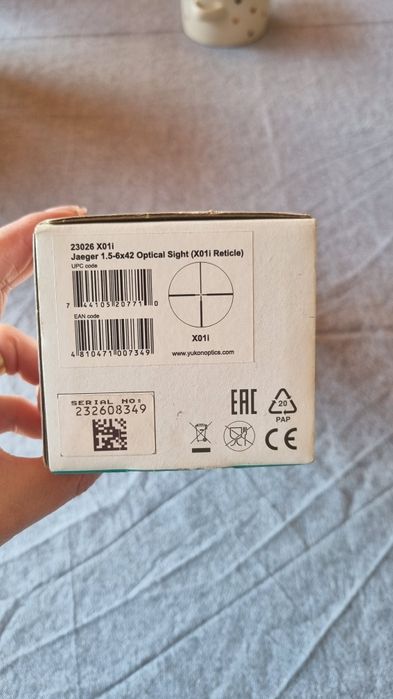 23026 X01i
Jaeger 1.5-6x42 Optical Sight (X01i Reticle)
UPC code
7 44105 20771 0
EAN code
4 810471 007349
X01i
www.yukonoptics.com
SERIAL NO:
232608349
EAC
20
PAP
CE